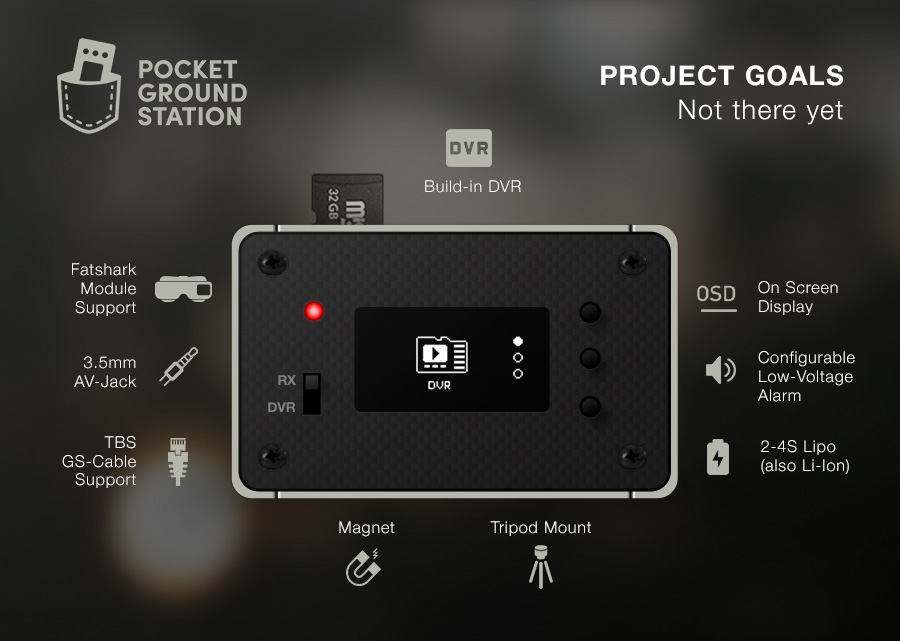 POCKET
GROUND
STATION
PROJECT GOALS
Not there yet
DVR
Build-in DVR
32GB
Fatshark
Module
Support
3.5mm
AV-Jack
TBS
GS-Cable
Support
RX
DVR
DVR
OSD
On Screen
Display
Configurable
Low-Voltage
Alarm
2-4S Lipo
(also Li-Ion)
Magnet
Tripod Mount